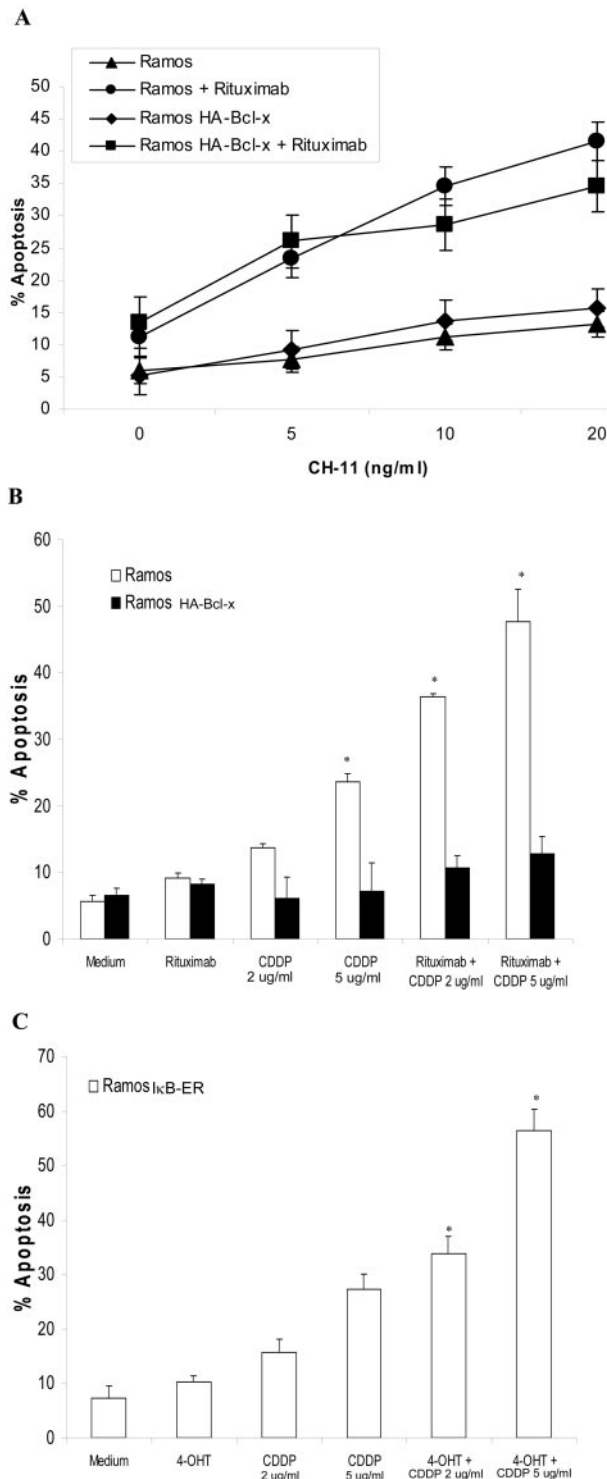 A
Ramos
Ramos + Rituximab
Ramos HA-Bcl-x
Ramos HA-Bcl-x + Rituximab
50
45
40
35
30
25
20
15
10
5
0
% Apoptosis
0 5 10 20
CH-11 (ng/ml)
B
60
50
40
30
20
10
0
% Apoptosis
Ramos
Ramos HA-Bcl-x
*
*
*
Medium Rituximab CDDP CDDP Rituximab + Rituximab +
2 ug/ml 5 ug/ml CDDP 2 ug/ml CDDP 5 ug/ml
C
70
60
50
40
30
20
10
0
% Apoptosis
Ramos IκB-ER
*
*
Medium 4-OHT CDDP CDDP 4-OHT + 4-OHT +
2 ug/ml 5 ug/ml CDDP 2 ug/ml CDDP 5 ug/ml